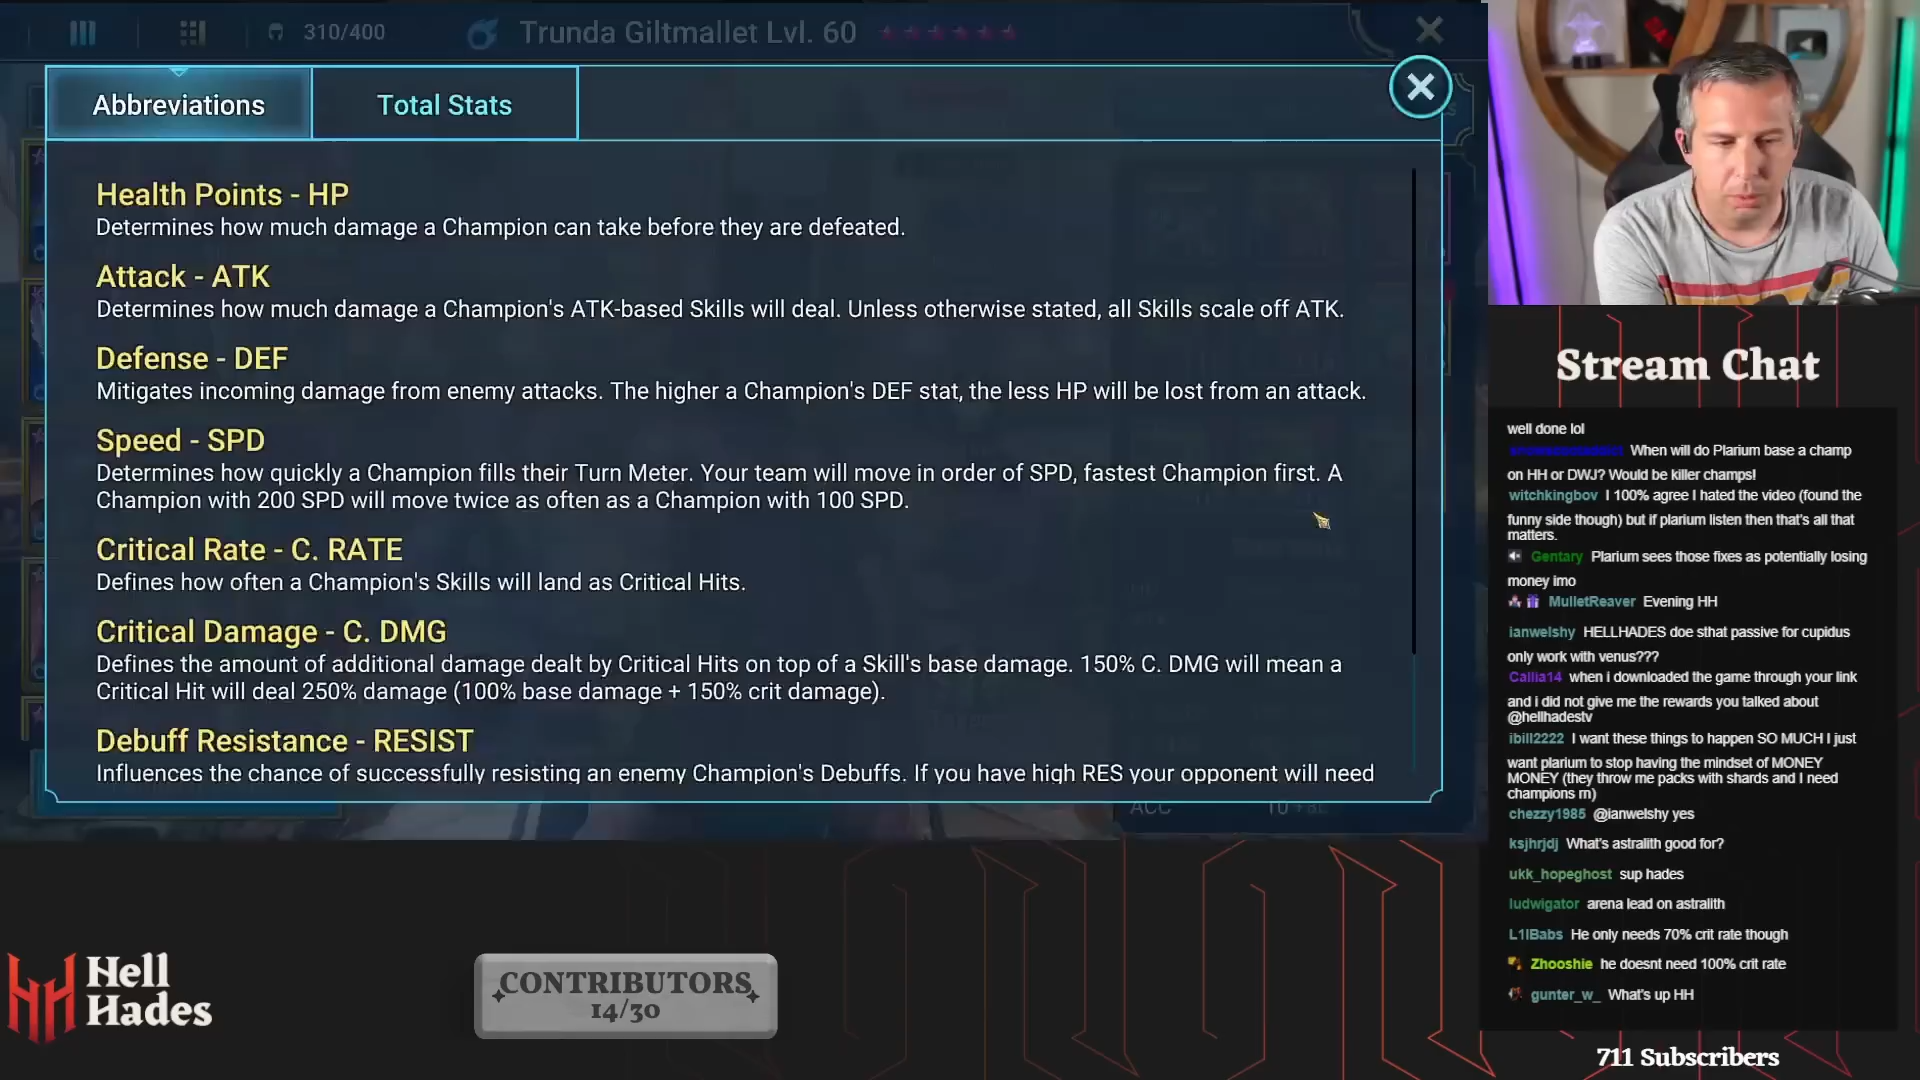 310/400
Trunda Giltmallet Lvl. 60
Abbreviations
Total Stats
Health Points - HP
Determines how much damage a Champion can take before they are defeated.
Attack - ATK
Determines how much damage a Champion's ATK-based Skills will deal. Unless otherwise stated, all Skills scale off ATK.
Defense - DEF
Mitigates incoming damage from enemy attacks. The higher a Champion's DEF stat, the less HP will be lost from an attack.
Speed - SPD
Determines how quickly a Champion fills their Turn Meter. Your team will move in order of SPD, fastest Champion first. A
Champion with 200 SPD will move twice as often as a Champion with 100 SPD.
Critical Rate - C. RATE
Defines how often a Champion's Skills will land as Critical Hits.
Critical Damage - C. DMG
Defines the amount of additional damage dealt by Critical Hits on top of a Skill's base damage. 150% C. DMG will mean a
Critical Hit will deal 250% damage (100% base damage + 150% crit damage).
Debuff Resistance - RESIST
Influences the chance of successfully resisting an enemy Champion's Debuffs. If you have high RES your opponent will need
ACC
Hell
Hades
CONTRIBUTORS
14/30
Stream Chat
well done lol
When will do Plarium base a champ
on HH or DWJ? Would be killer champs!
witchkingbov I 100% agree I hated the video (found the
funny side though) but if plarium listen then that's all that
matters.
Gentary Plarium sees those fixes as potentially losing
money imo
MulletReaver Evening HH
ianwelshy HELLHADES doe sthat passive for cupidus
only work with venus???
Callia14 when i downloaded the game through your link
and i did not give me the rewards you talked about
@hellhadestv
ibill2222 I want these things to happen SO MUCH I just
want plarium to stop having the mindset of MONEY
MONEY (they throw me packs with shards and I need
champions rn)
chezzy1985 @ianwelshy yes
ksjhrjdj What's astralith good for?
ukk_hopeghost sup hades
ludwigator arena lead on astralith
L1lBabs He only needs 70% crit rate though
Zhooshie he doesnt need 100% crit rate
gunter_w_ What's up HH
711 Subscribers